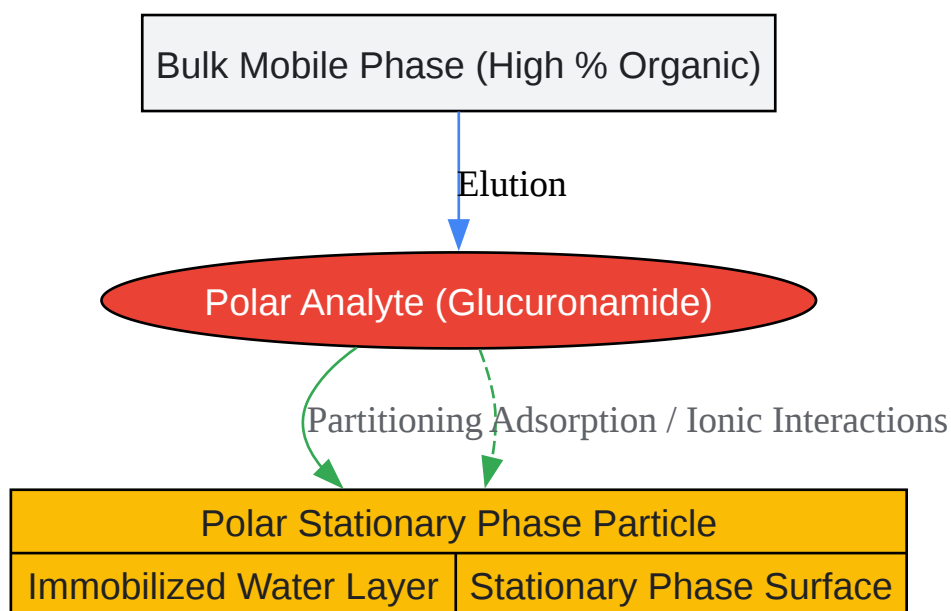 Bulk Mobile Phase (High % Organic)
Elution
Polar Analyte (Glucuronamide)
Partitioning
Adsorption / Ionic Interactions
Polar Stationary Phase Particle
Immobilized Water Layer
Stationary Phase Surface